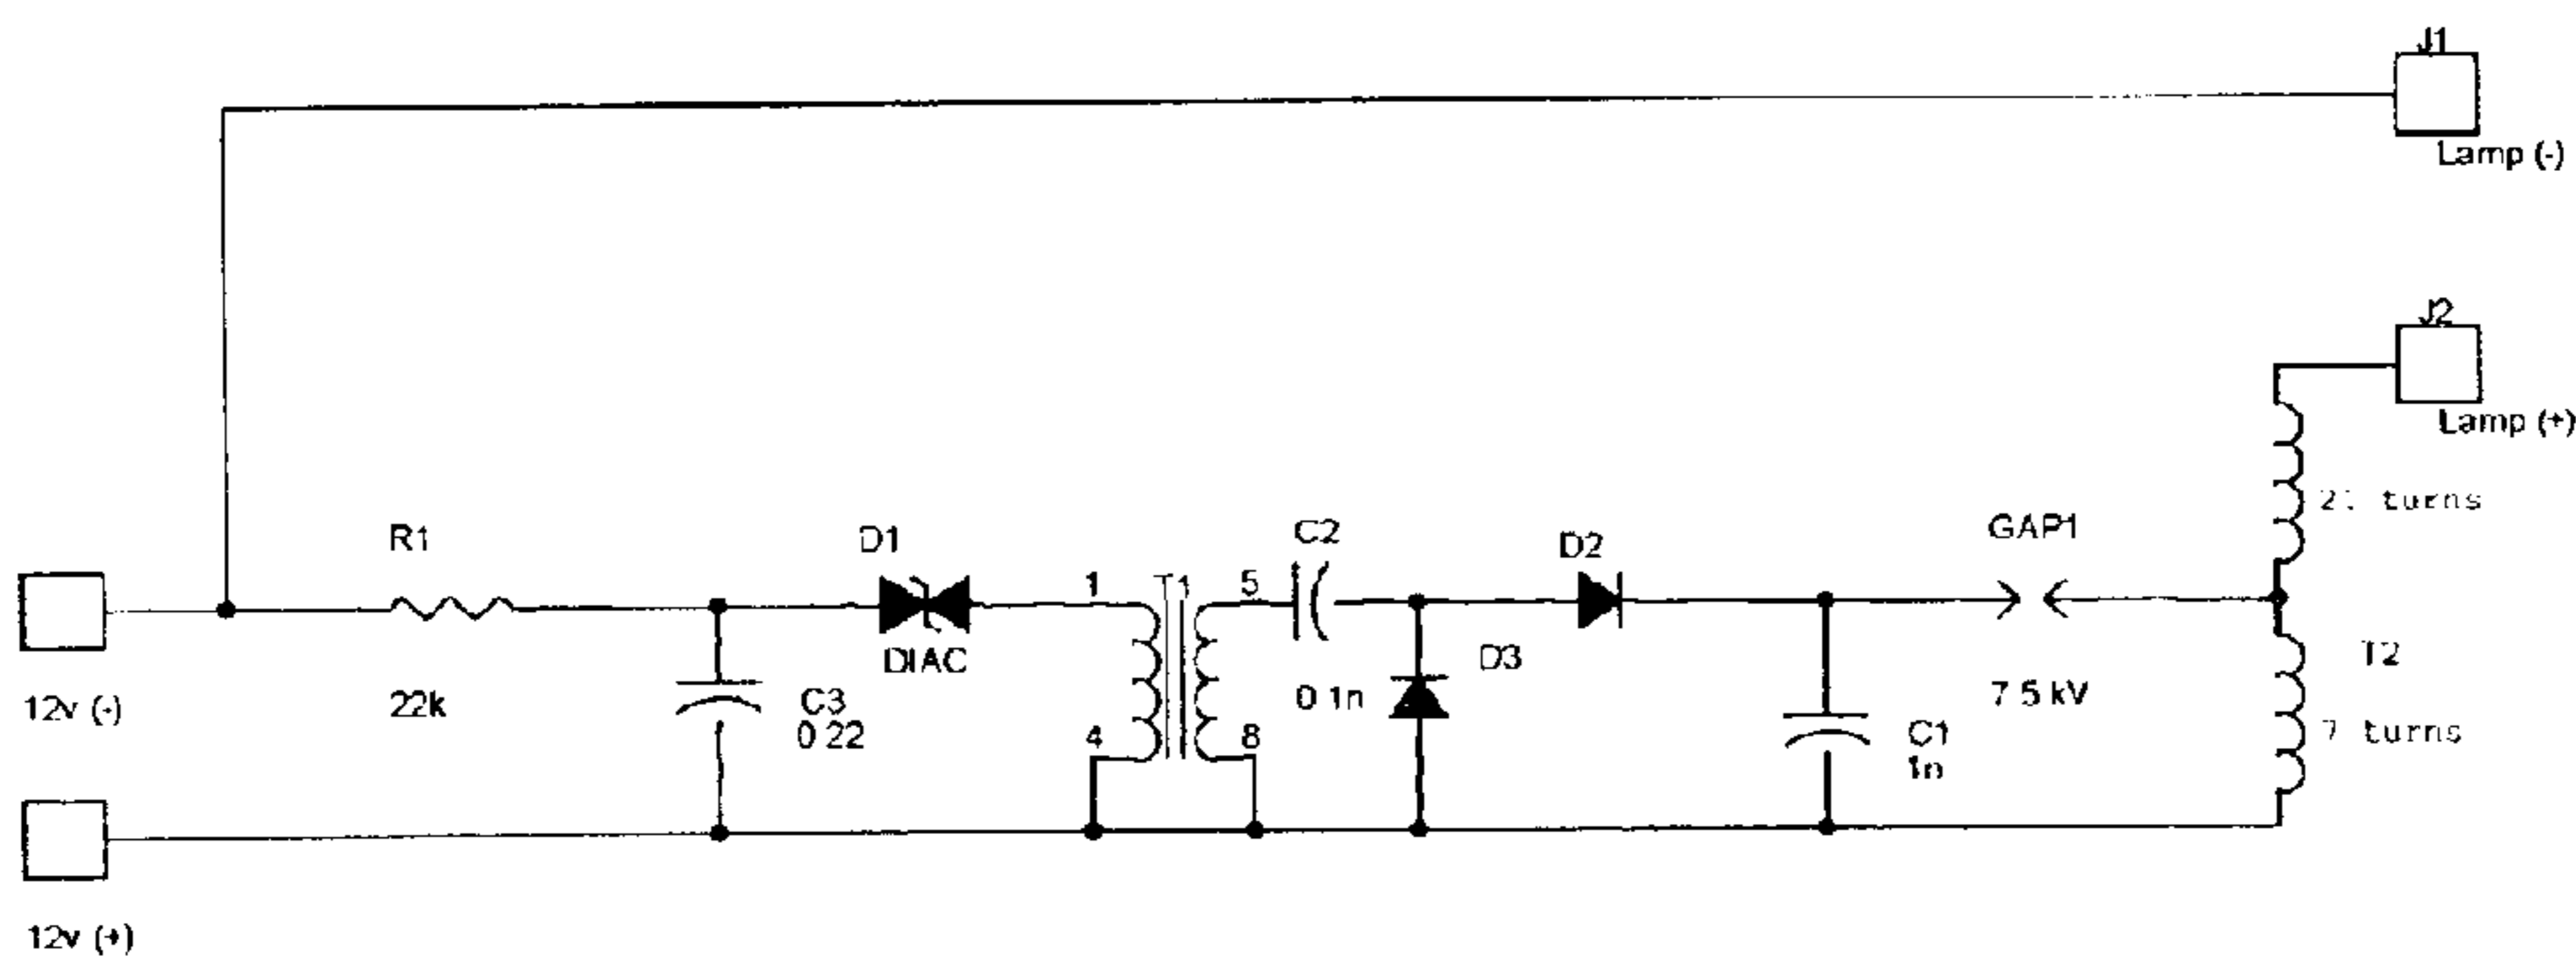 J1
Lamp (-)
J2
Lamp (+)
turns
R1
D1
1
T1
5
C2
D2
GAP1
DIAC
D3
T2
12v (-)
22k
C3
0 22
4
8
0 1n
7 5 kV
C1
1n
7 turns
12v (+)